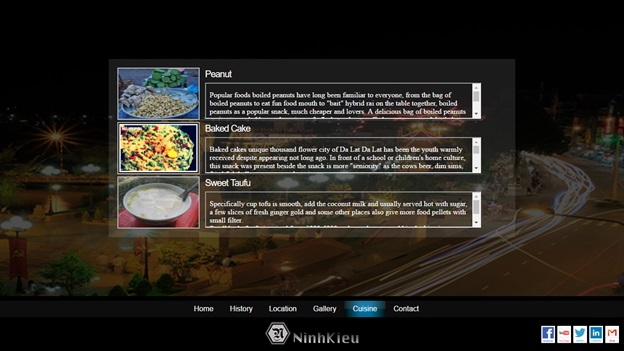 Peanut
Popular foods boiled peanuts have long been familiar to everyone, from the bag of
boiled peanuts to eat fun food mouth to "bait" hybrid rai on the table together, boiled
peanuts as a popular snack, much cheaper and lovers. A delicious bag of boiled peanuts
Baked Cake
Baked cakes unique thousand flower city of Da Lat Da Lat has been the youth warmly
received despite appearing not long ago. In front of a school or children's home culture,
this snack was present beside the snack is more "seniority" as the cows beer, dim sims,
Sweet Taufu
Specifically cup tofu is smooth, add the coconut milk and usually served hot with sugar,
a few slices of fresh ginger gold and some other places also give more food pellets with
small filter.
Home History Location Gallery Cuisine Contact
NinhKieu